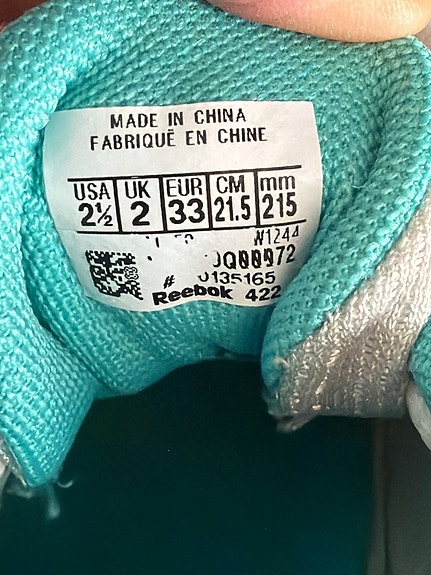 MADE IN CHINA
FABRIQUÉ EN CHINE
USA UK EUR CM mm
2½ 2 33 21.5 215
W1244
# 0135165
Reebok 422